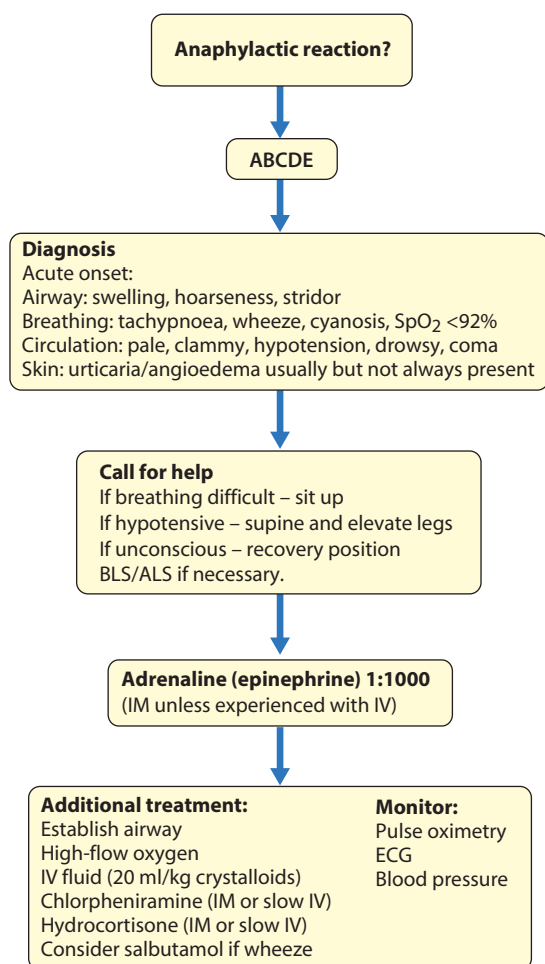 Anaphylactic reaction?
ABCDE
Diagnosis
Acute onset:
Airway: swelling, hoarseness, stridor
Breathing: tachypnoea, wheeze, cyanosis, SpO₂ <92%
Circulation: pale, clammy, hypotension, drowsy, coma
Skin: urticaria/angioedema usually but not always present
Call for help
If breathing difficult – sit up
If hypotensive – supine and elevate legs
If unconscious – recovery position
BLS/ALS if necessary.
Adrenaline (epinephrine) 1:1000
(IM unless experienced with IV)
Additional treatment:
Establish airway
High-flow oxygen
IV fluid (20 ml/kg crystalloids)
Chlorpheniramine (IM or slow IV)
Hydrocortisone (IM or slow IV)
Consider salbutamol if wheeze
Monitor:
Pulse oximetry
ECG
Blood pressure